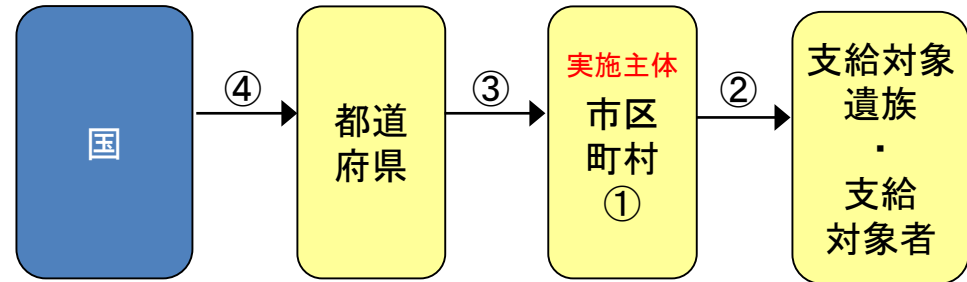 国
④
都道
府県
③
実施主体
市区
町村
①
②
支給対象
遺族
・
支給
対象者